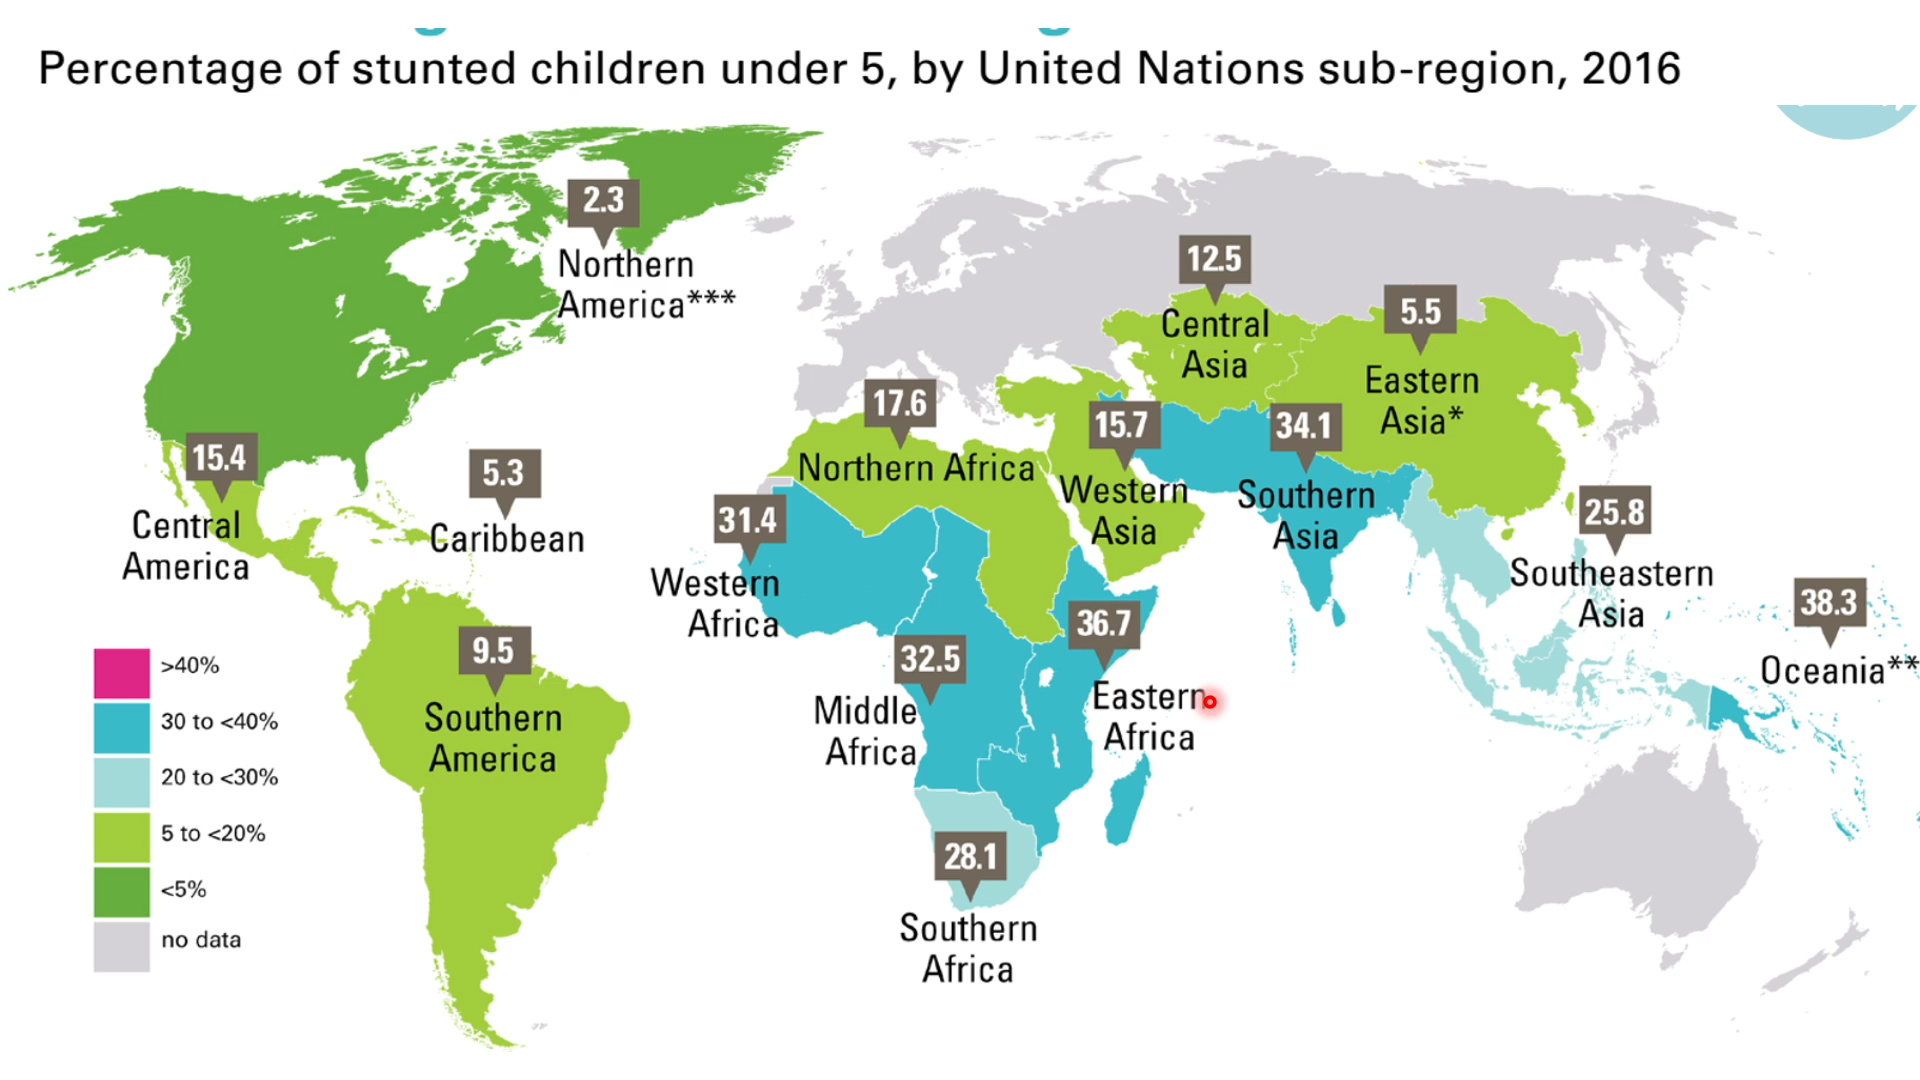 Percentage of stunted children under 5, by United Nations sub-region, 2016
2.3
Northern
America***
12.5
Central
Asia
5.5
Eastern
Asia*
17.6
Northern Africa
15.7
Western
Asia
34.1
Southern
Asia
15.4
Central
America
5.3
Caribbean
31.4
Western
Africa
25.8
Southeastern
Asia
38.3
Oceania**
36.7
Eastern
Africa
9.5
Southern
America
32.5
Middle
Africa
28.1
Southern
Africa
>40%
30 to <40%
20 to <30%
5 to <20%
<5%
no data